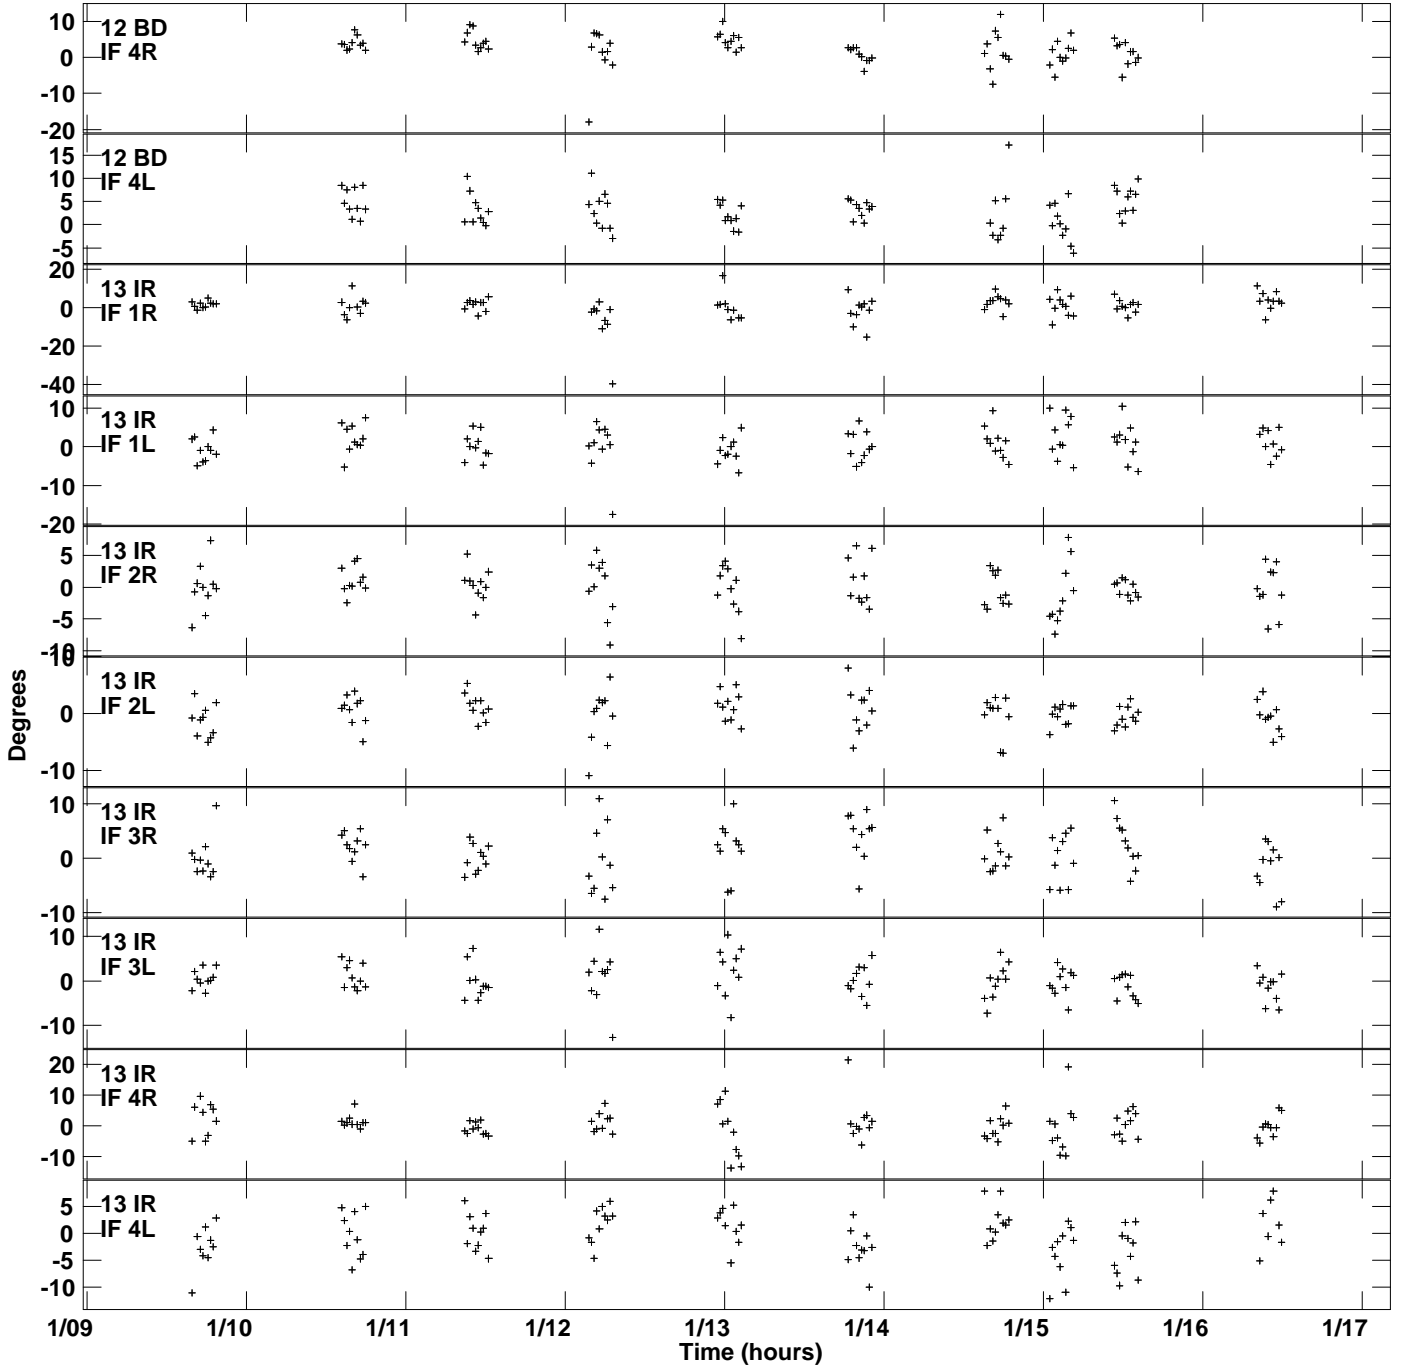 12 BD
IF 4R
10
0
-10
-20
12 BD
IF 4L
15
10
5
0
-5
13 IR
IF 1R
20
0
-20
-40
13 IR
IF 1L
10
0
-10
-20
13 IR
IF 2R
5
0
-5
-10
13 IR
IF 2L
10
0
-10
13 IR
IF 3R
10
0
-10
13 IR
IF 3L
10
0
-10
13 IR
IF 4R
20
10
0
-10
13 IR
IF 4L
5
0
-5
-10
Degrees
1/09 1/10 1/11 1/12 1/13 1/14 1/15 1/16 1/17
Time (hours)